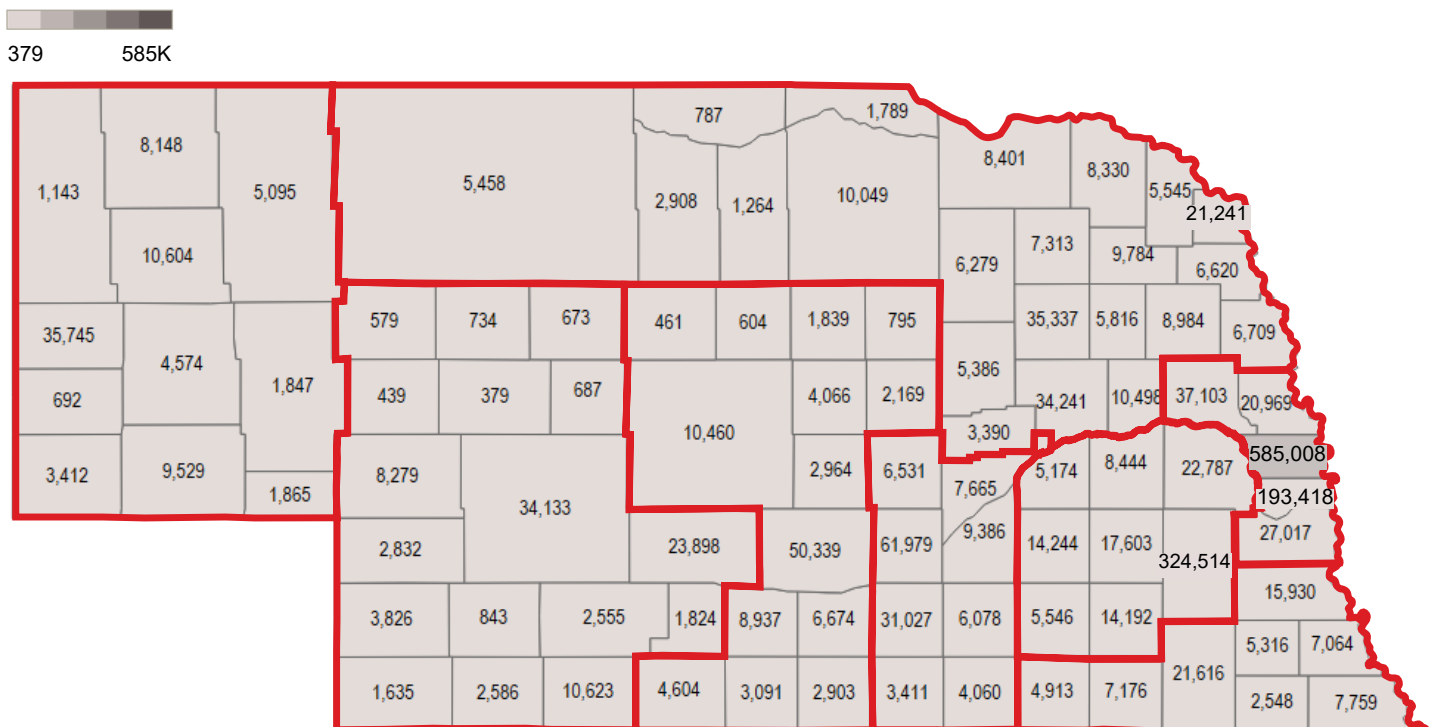 379 585K
787 1,789
8,148 8,401
8,330
1,143 5,095 5,458 2,908 1,264 10,049 5,545
21,241
10,604 6,279 7,313 9,784
6,620
35,745 579 734 673 461 604 1,839 795 35,337 5,816 8,984 6,709
4,574
692 1,847 439 379 687 4,066 2,169 5,386 34,241 10,498 37,103 20,969
10,460 3,390
3,412 9,529 8,279 2,964 6,531 5,174 8,444 22,787 585,008
1,865 34,133 7,665 193,418
2,832 23,898 50,339 61,979 9,386 14,244 17,603 324,514 27,017
15,930
3,826 843 2,555 1,824 8,937 6,674 31,027 6,078 5,546 14,192
5,316 7,064
1,635 2,586 10,623 4,604 3,091 2,903 3,411 4,060 4,913 7,176 21,616
2,548 7,759